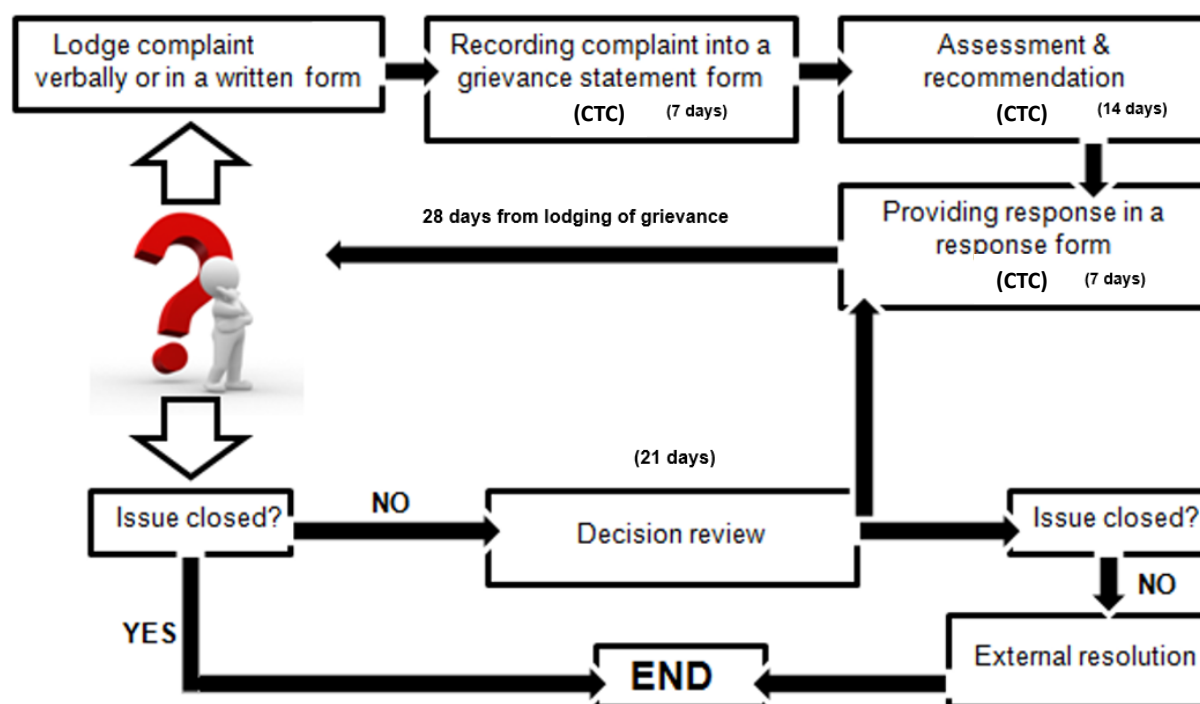 Lodge complaint
verbally or in a written form
Recording complaint into a
grievance statement form
(CTC) (7 days)
Assessment &
recommendation
(CTC) (14 days)
28 days from lodging of grievance
Providing response in a
response form
(CTC) (7 days)
(21 days)
Issue closed?
NO
Decision review
Issue closed?
NO
YES
END
External resolution